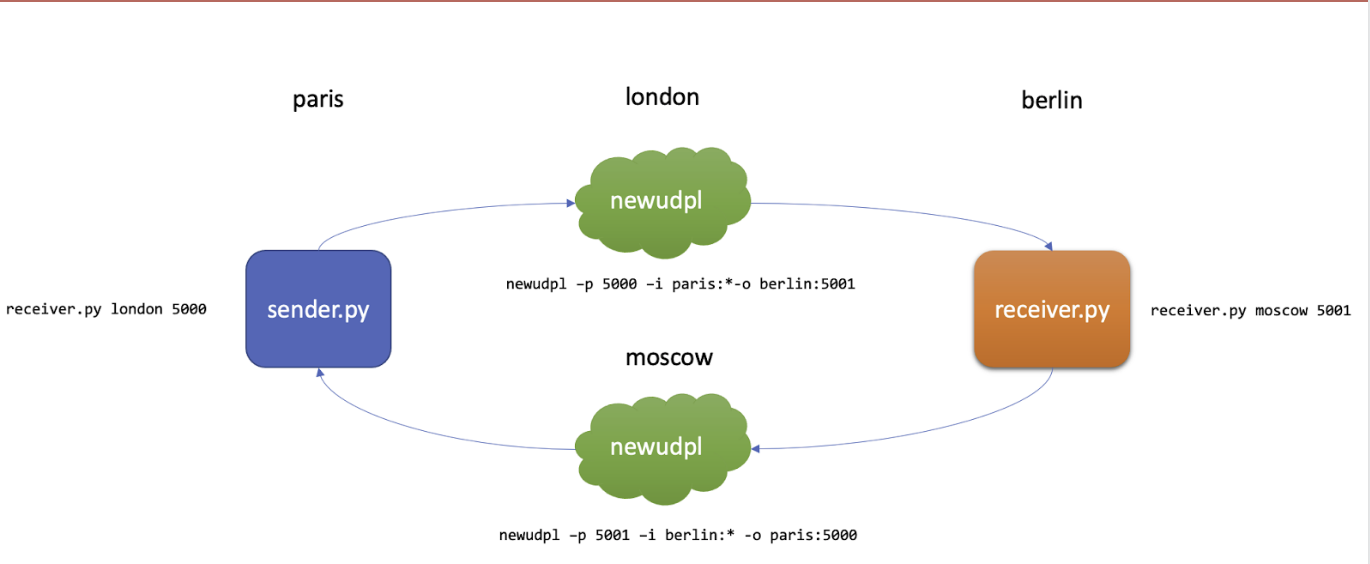 paris
london
berlin
newudpl
newudpl –p 5000 –i paris:*-o berlin:5001
receiver.py london 5000
sender.py
receiver.py
receiver.py moscow 5001
moscow
newudpl
newudpl –p 5001 –i berlin:* -o paris:5000